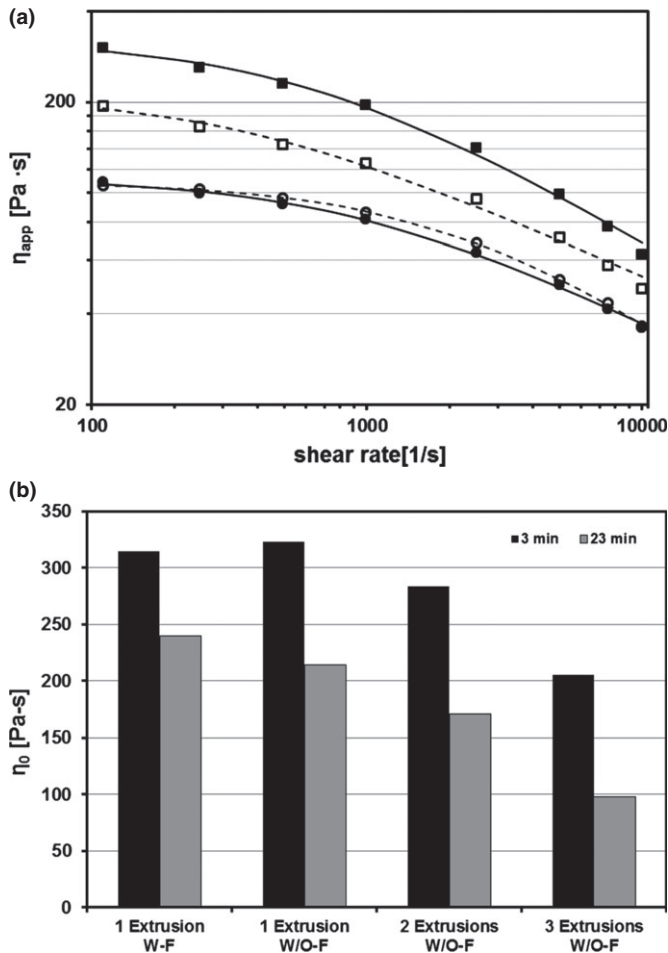 (a)
200
η app [Pa ·s]
20
100
1000
10000
shear rate[1/s]
(b)
350
300
250
200
150
100
50
0
η0 [Pa-s]
3 min
23 min
1 Extrusion
W-F
1 Extrusion
W/O-F
2 Extrusions
W/O-F
3 Extrusions
W/O-F